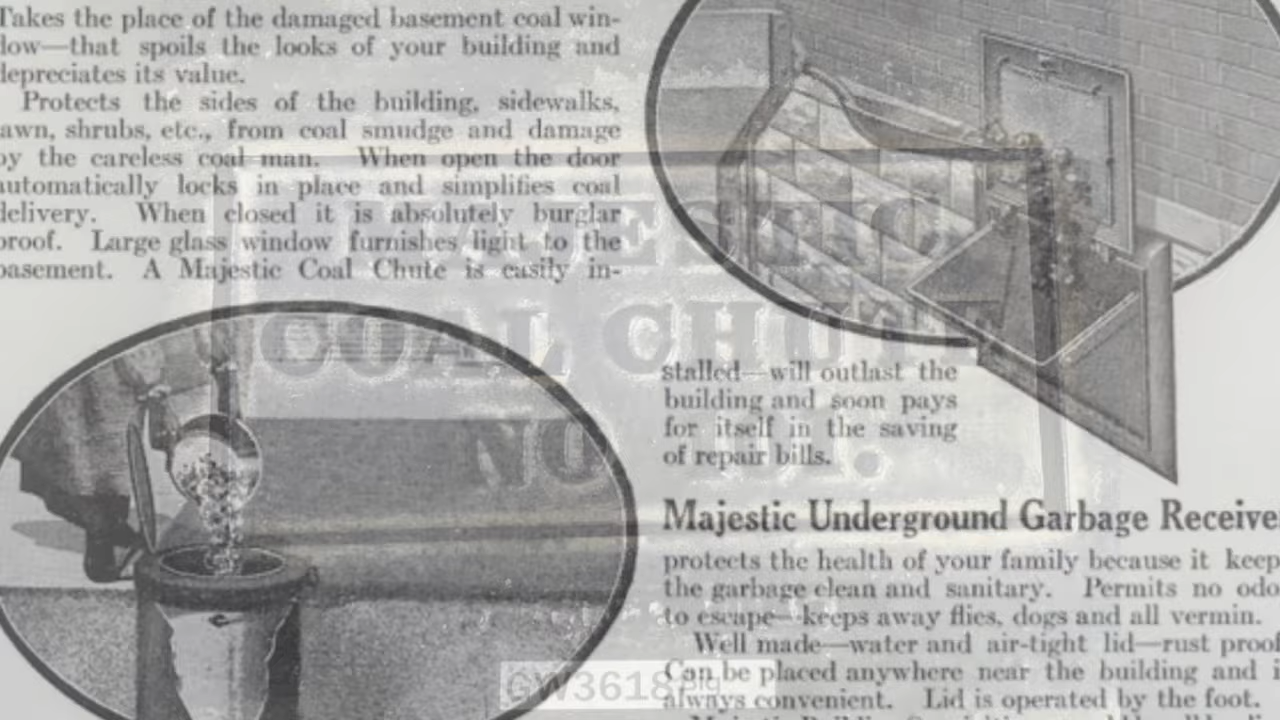 Takes the place of the damaged basement coal win-
dow—that spoils the looks of your building and
depreciates its value.
Protects the sides of the building, sidewalks,
lawn, shrubs, etc., from coal smudge and damage
by the careless coal man. When open the door
automatically locks in place and simplifies coal
delivery. When closed it is absolutely burglar
proof. Large glass window furnishes light to the
basement. A Majestic Coal Chute is easily in-
stalled—will outlast the
building and soon pays
for itself in the saving
of repair bills.
Majestic Underground Garbage Receive
protects the health of your family because it keep
the garbage clean and sanitary. Permits no odo
to escape—keeps away flies, dogs and all vermin.
Well made—water and air-tight lid—rust proof
Can be placed anywhere near the building and i
always convenient. Lid is operated by the foot.
MAJESTIC
COAL CHUTE
NO. 101.
GW3618